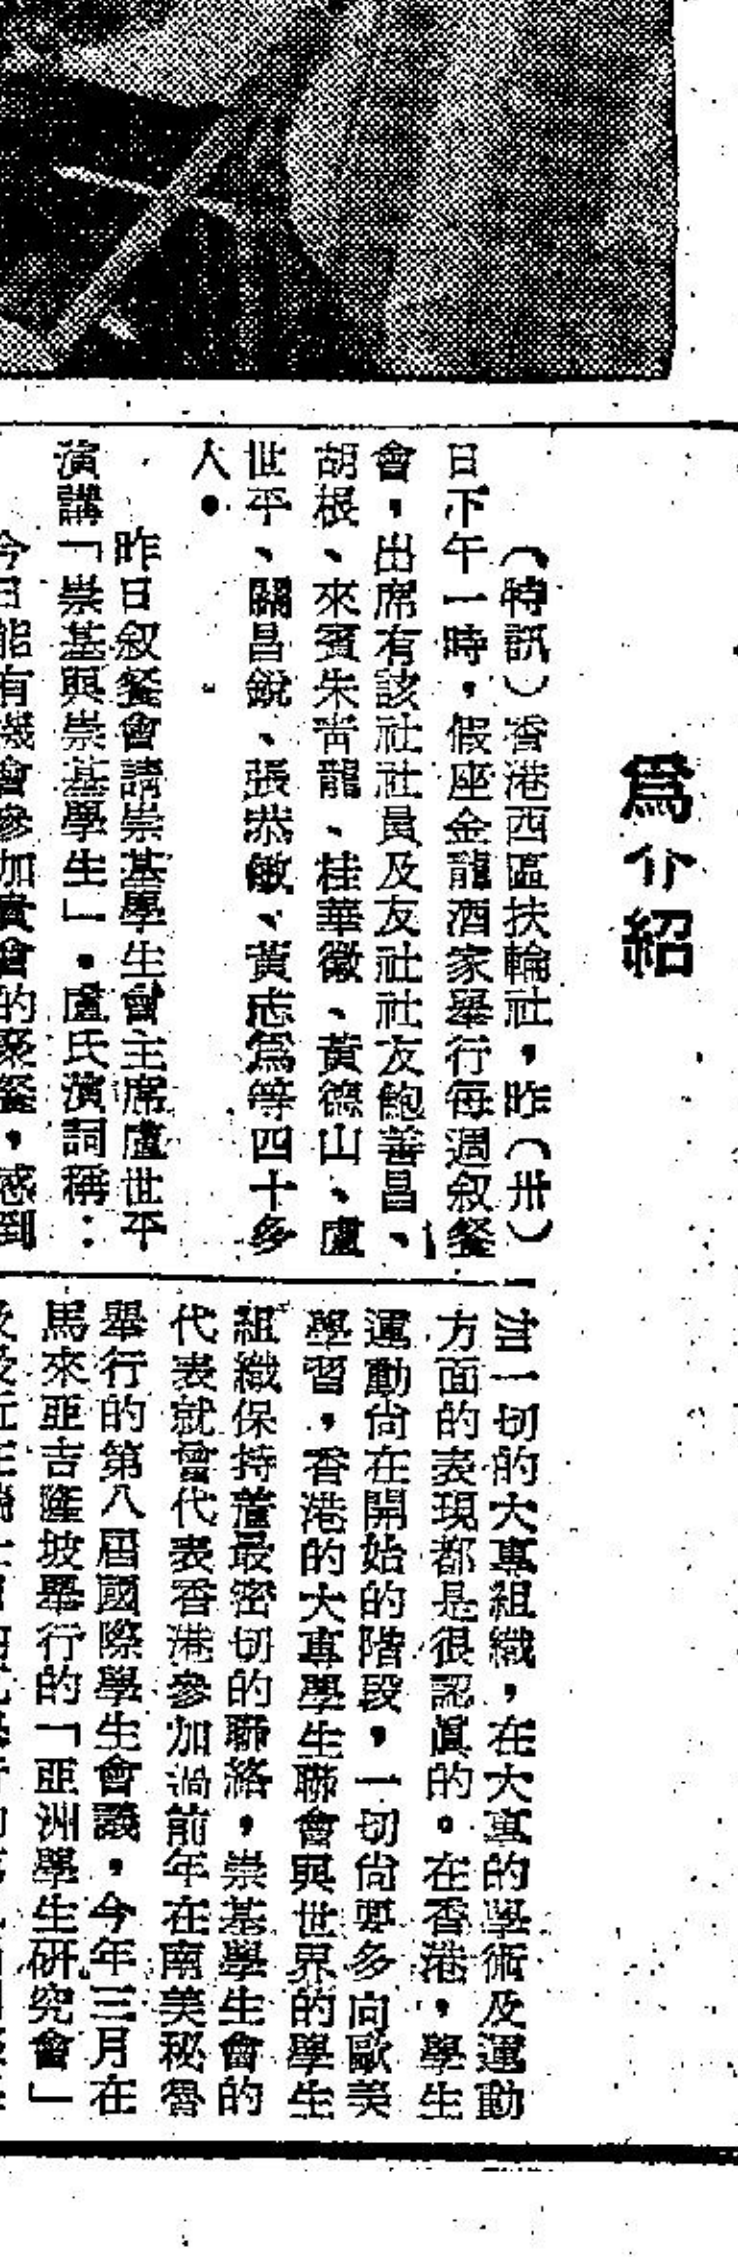 為介紹
（特訊）香港西區扶輪社，昨（卅）
日下午一時，假座金龍酒家舉行每週叙餐
會，出席有該社社員及友社社友鮑善昌、
胡根、來賓朱靑龍、桂華徽、黃德山、盧
世平、關昌銳、張恭敏、黃志爲等四十多
人。
昨日叙餐會請崇基學生會主席盧世平
演講「崇基與崇基學生」。盧氏演詞稱：
今日能有機會參加貴會的聚餐，感到
一切的大專組織，在大專的學術及運動
方面的表現都是很認眞的。在香港，學生
運動尙在開始的階段，一切尙要多向歐美
學習，香港的大專學生聯會與世界的學生
組織保持着最密切的聯絡，崇基學生會的
代表就曾代表香港參加過前年在南美秘魯
舉行的第八屆國際學生會議，今年三月在
馬來亞吉隆坡舉行的「亞洲學生硏究會」